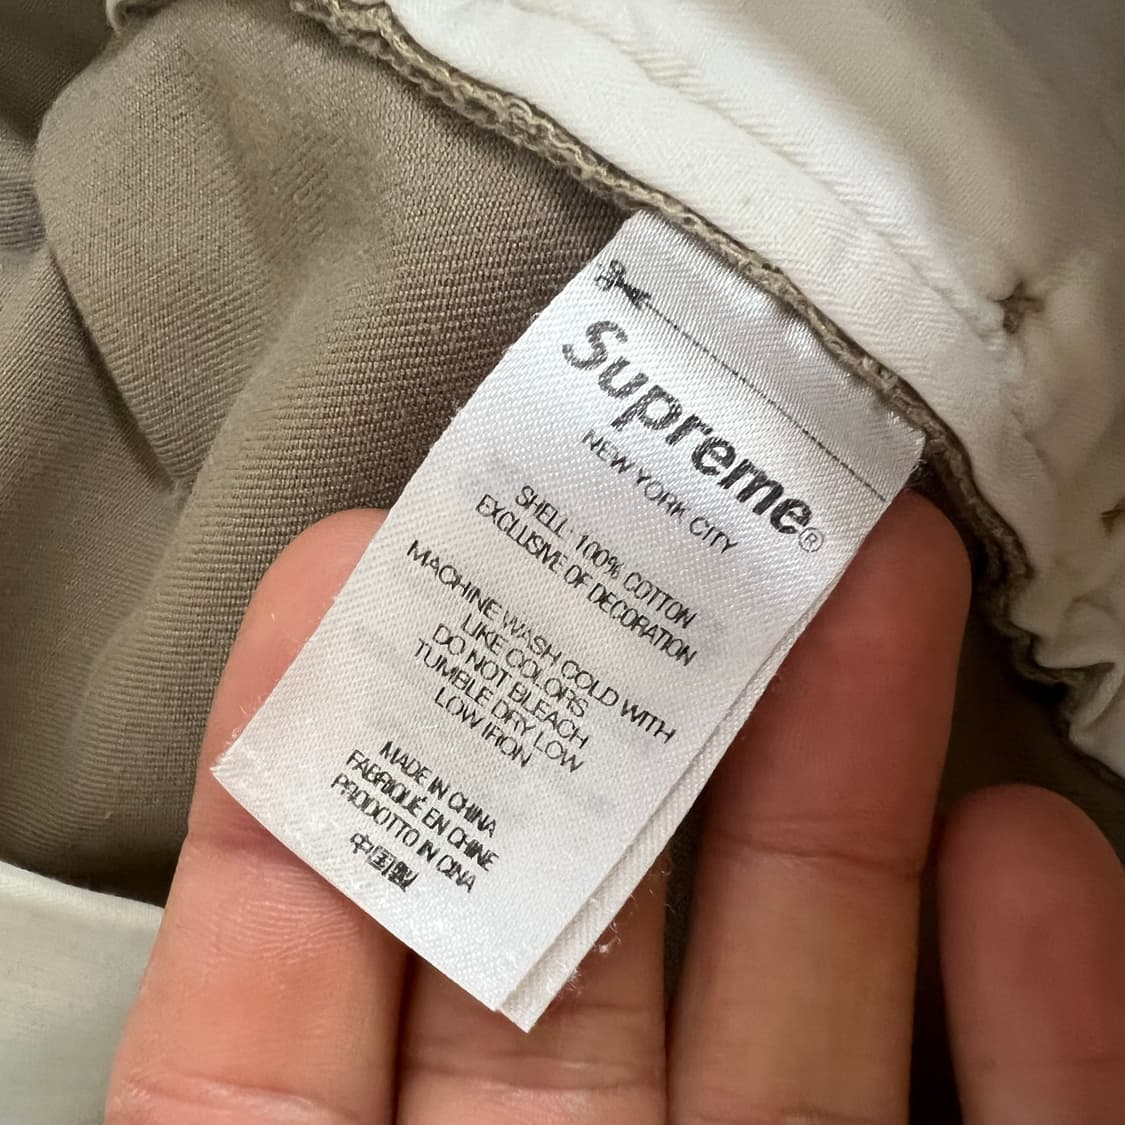 Supreme®
NEW YORK CITY
SHELL: 100% COTTON
EXCLUSIVE OF DECORATION
MACHINE WASH COLD WITH
LIKE COLORS
DO NOT BLEACH
TUMBLE DRY LOW
LOW IRON
MADE IN CHINA
FABRIQUÉ EN CHINE
PRODOTTO IN CINA
中国製